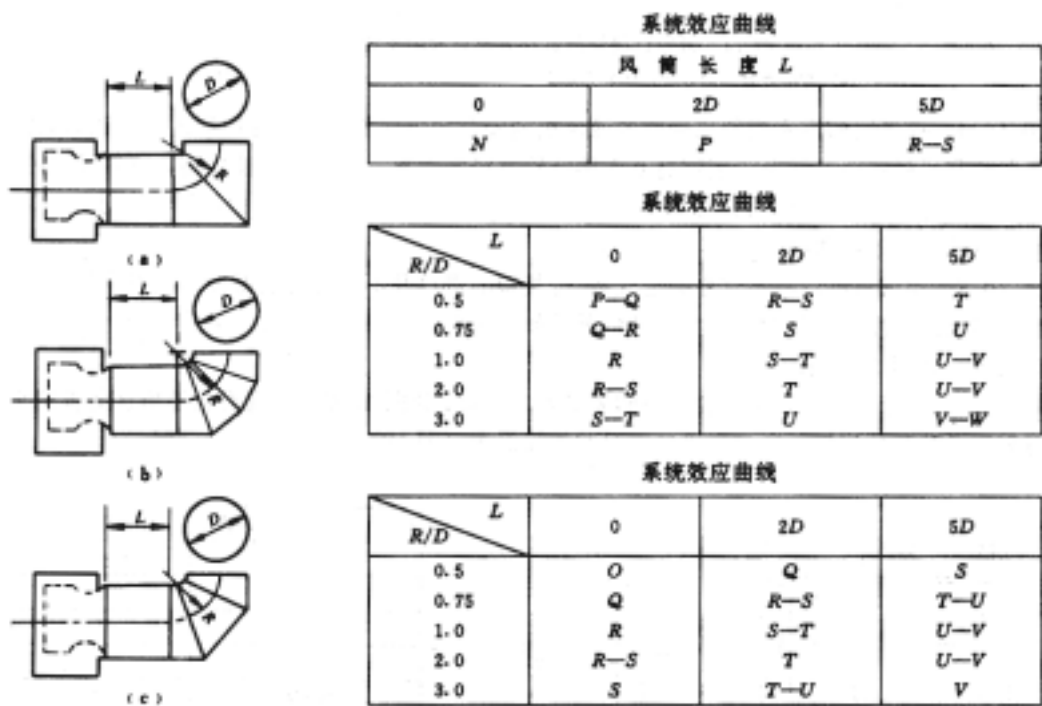 系统效应曲线
风 筒 长 度 L
0 2D 5D
N P R—S
L
D
R
(a)
系统效应曲线
L
R/D
0 2D 5D
0.5 P—Q R—S T
0.75 Q—R S U
1.0 R S—T U—V
2.0 R—S T U—V
3.0 S—T U V—W
L
D
R
(b)
系统效应曲线
L
R/D
0 2D 5D
0.5 O Q S
0.75 Q R—S T—U
1.0 R S—T U—V
2.0 R—S T U—V
3.0 S T—U V
L
D
R
(c)